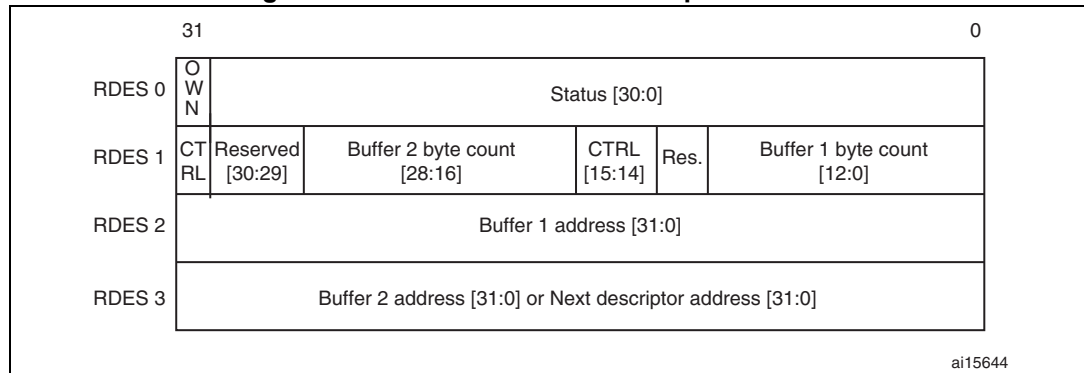 31 0
RDES 0
O
W
N
Status [30:0]
RDES 1
CT
RL
Reserved
[30:29]
Buffer 2 byte count
[28:16]
CTRL
[15:14]
Res.
Buffer 1 byte count
[12:0]
RDES 2
Buffer 1 address [31:0]
RDES 3
Buffer 2 address [31:0] or Next descriptor address [31:0]
ai15644